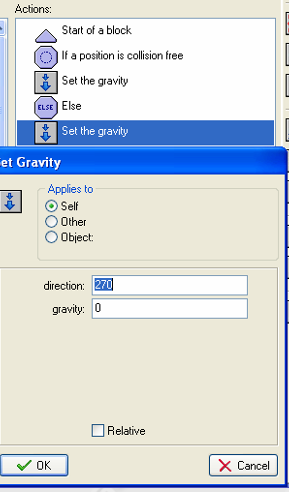 Actions:
Start of a block
If a position is collision free
Set the gravity
ELSE Else
Set the gravity
et Gravity
Applies to
Self
Other
Object:
direction: 270
gravity: 0
Relative
OK Cancel